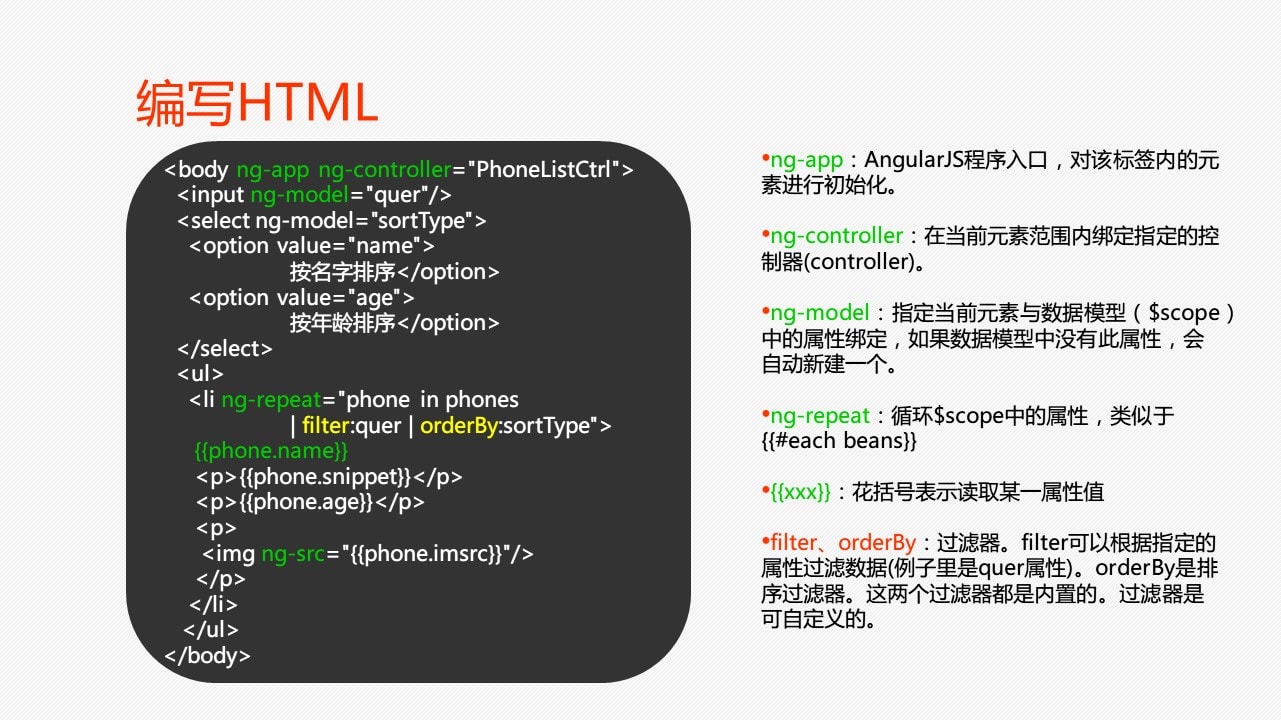 编写HTML
<body ng-app ng-controller="PhoneListCtrl">
<input ng-model="quer"/>
<select ng-model="sortType">
<option value="name">
按名字排序</option>
<option value="age">
按年龄排序</option>
</select>
<ul>
<li ng-repeat="phone in phones
| filter:quer | orderBy:sortType">
{{phone.name}}
<p>{{phone.snippet}}</p>
<p>{{phone.age}}</p>
<p>
<img ng-src="{{phone.imsrc}}"/>
</p>
</li>
</ul>
</body>
•ng-app：AngularJS程序入口，对该标签内的元
素进行初始化。
•ng-controller：在当前元素范围内绑定指定的控
制器(controller)。
•ng-model：指定当前元素与数据模型（$scope）
中的属性绑定，如果数据模型中没有此属性，会
自动新建一个。
•ng-repeat：循环$scope中的属性，类似于
{{#each beans}}
•{{xxx}}：花括号表示读取某一属性值
•filter、orderBy：过滤器。filter可以根据指定的
属性过滤数据(例子里是quer属性)。orderBy是排
序过滤器。这两个过滤器都是内置的。过滤器是
可自定义的。